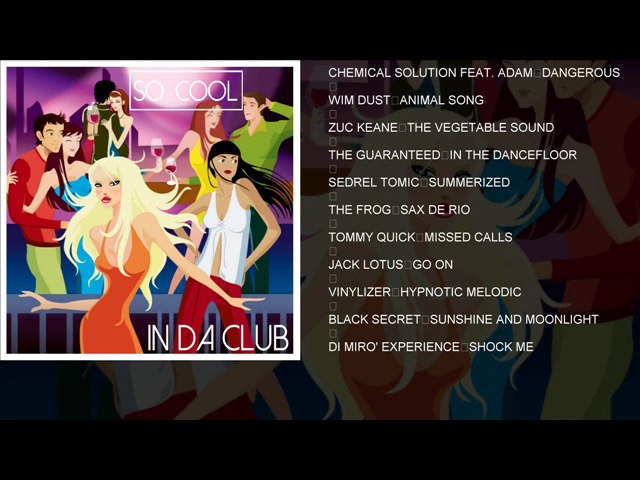 SO COOL
IN DA CLUB
CHEMICAL SOLUTION FEAT. ADAM□DANGEROUS
□
WIM DUST□ANIMAL SONG
□
ZUC KEANE□THE VEGETABLE SOUND
□
THE GUARANTEED□IN THE DANCEFLOOR
□
SEDREL TOMIC□SUMMERIZED
□
THE FROG□SAX DE RIO
□
TOMMY QUICK□MISSED CALLS
□
JACK LOTUS□GO ON
□
VINYLIZER□HYPNOTIC MELODIC
□
BLACK SECRET□SUNSHINE AND MOONLIGHT
□
DI MIRO' EXPERIENCE□SHOCK ME